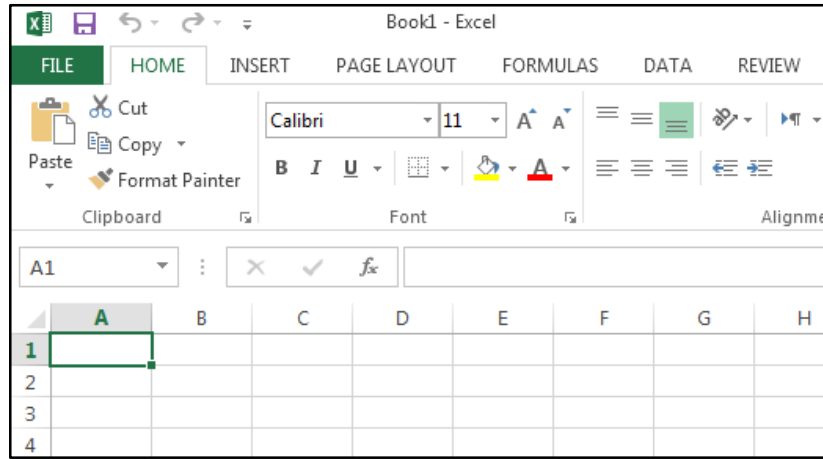 Book1 - Excel
FILE HOME INSERT PAGE LAYOUT FORMULAS DATA REVIEW
Cut
Calibri 11 A A
Copy
Paste
B I U A
Format Painter
Clipboard Font Alignme
A1 fx
A B C D E F G H
1
2
3
4